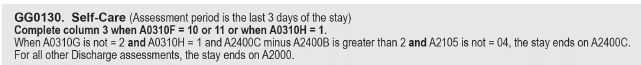 GG0130. Self-Care (Assessment period is the last 3 days of the stay)
Complete column 3 when A0310F = 10 or 11 or when A0310H = 1.
When A0310G is not = 2 and A0310H = 1 and A2400C minus A2400B is greater than 2 and A2105 is not = 04, the stay ends on A2400C.
For all other Discharge assessments, the stay ends on A2000.